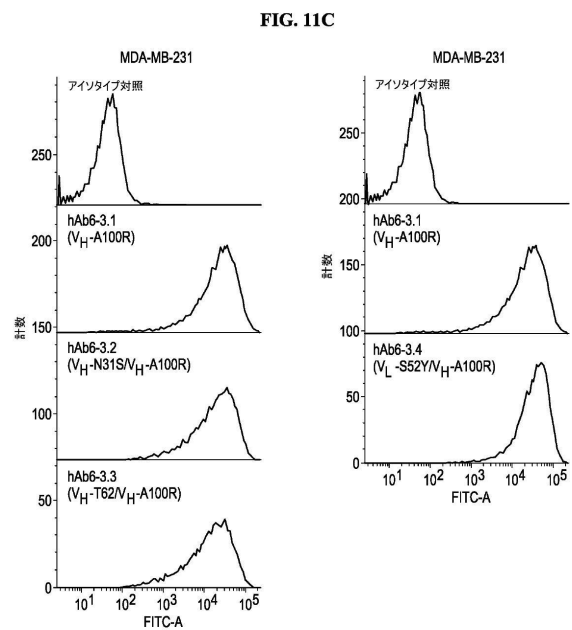 FIG. 11C
MDA-MB-231
アイソタイプ対照
250
hAb6-3.1
(VH-A100R)
200
150
hAb6-3.2
(VH-N31S/VH-A100R)
100
hAb6-3.3
(VH-T62/VH-A100R)
50
0
計数
10¹ 10² 10³ 10⁴ 10⁵
FITC-A
MDA-MB-231
アイソタイプ対照
250
200
hAb6-3.1
(VH-A100R)
150
100
hAb6-3.4
(VL-S52Y/VH-A100R)
50
0
計数
10¹ 10² 10³ 10⁴ 10⁵
FITC-A